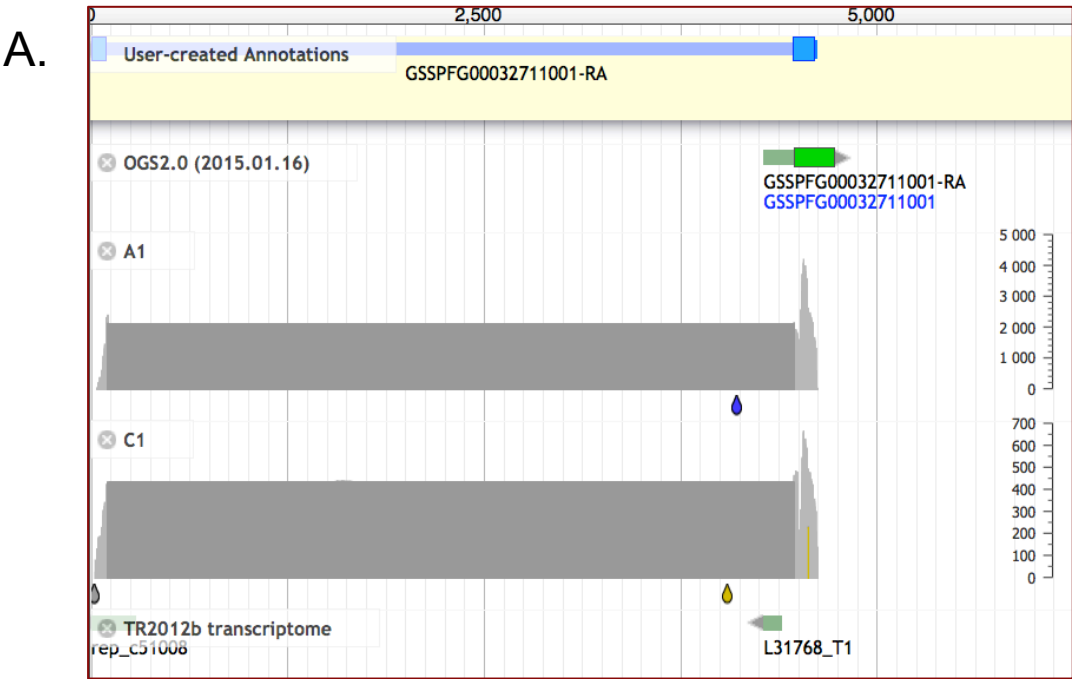 A.
0 2,500 5,000
User-created Annotations
GSSPFG00032711001-RA
OGS2.0 (2015.01.16)
GSSPFG00032711001-RA
GSSPFG00032711001
A1
5 000
4 000
3 000
2 000
1 000
0
C1
700
600
500
400
300
200
100
0
TR2012b transcriptome
rep_c51008
L31768_T1